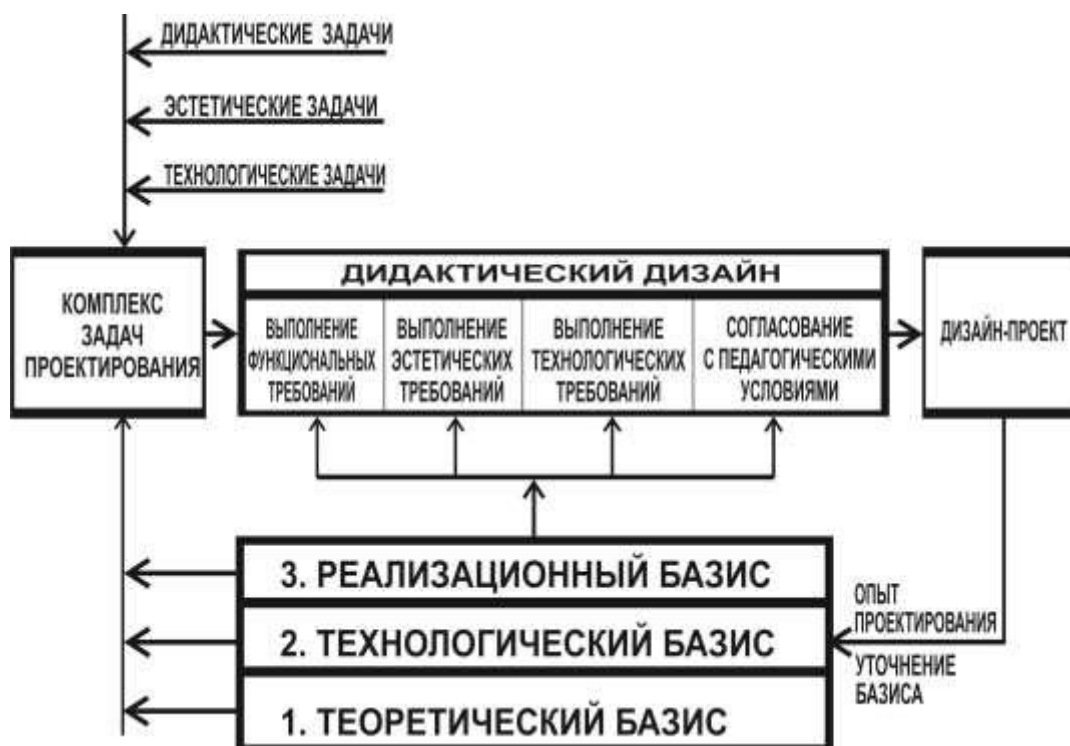 ДИДАКТИЧЕСКИЕ ЗАДАЧИ
ЭСТЕТИЧЕСКИЕ ЗАДАЧИ
ТЕХНОЛОГИЧЕСКИЕ ЗАДАЧИ
КОМПЛЕКС
ЗАДАЧ
ПРОЕКТИРОВАНИЯ
ДИДАКТИЧЕСКИЙ ДИЗАЙН
ВЫПОЛНЕНИЕ
ФУНКЦИОНАЛЬНЫХ
ТРЕБОВАНИЙ
ВЫПОЛНЕНИЕ
ЭСТЕТИЧЕСКИХ
ТРЕБОВАНИЙ
ВЫПОЛНЕНИЕ
ТЕХНОЛОГИЧЕСКИХ
ТРЕБОВАНИЙ
СОГЛАСОВАНИЕ
С ПЕДАГОГИЧЕСКИМИ
УСЛОВИЯМИ
ДИЗАЙН-ПРОЕКТ
3. РЕАЛИЗАЦИОННЫЙ БАЗИС
2. ТЕХНОЛОГИЧЕСКИЙ БАЗИС
1. ТЕОРЕТИЧЕСКИЙ БАЗИС
ОПЫТ
ПРОЕКТИРОВАНИЯ
УТОЧНЕНИЕ
БАЗИСА